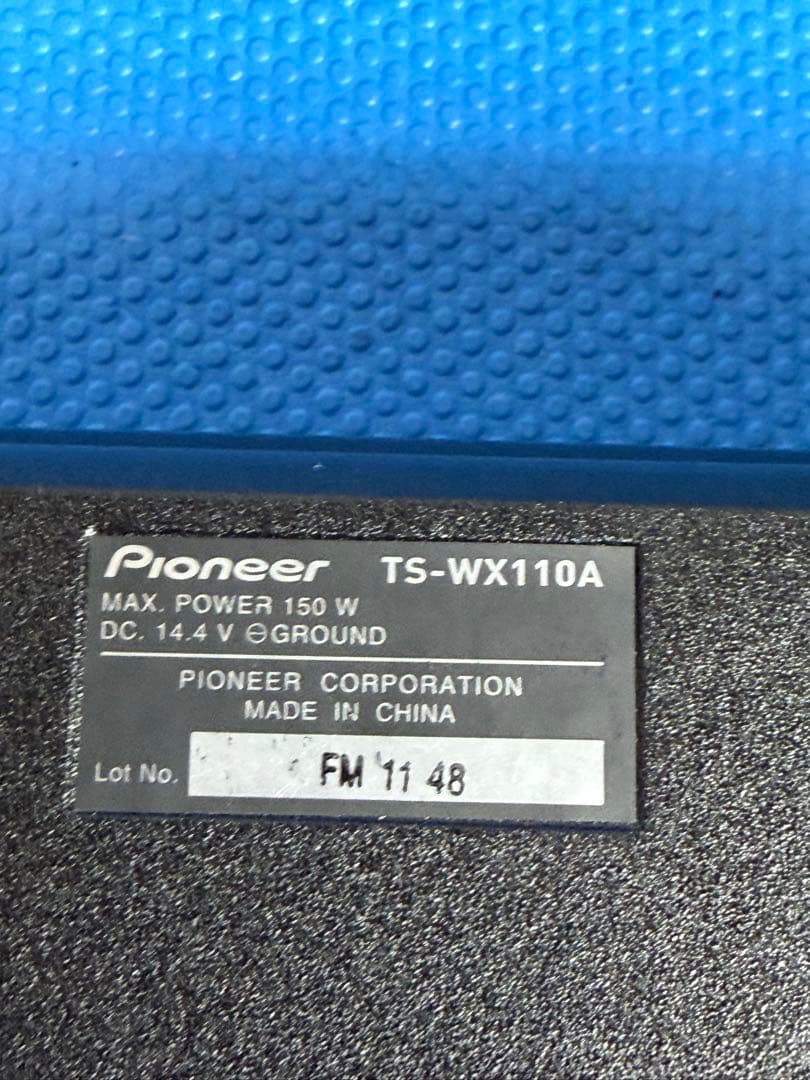 Pioneer TS-WX110A
MAX. POWER 150 W
DC. 14.4 V ⊖GROUND
PIONEER CORPORATION
MADE IN CHINA
Lot No. FM 11 48